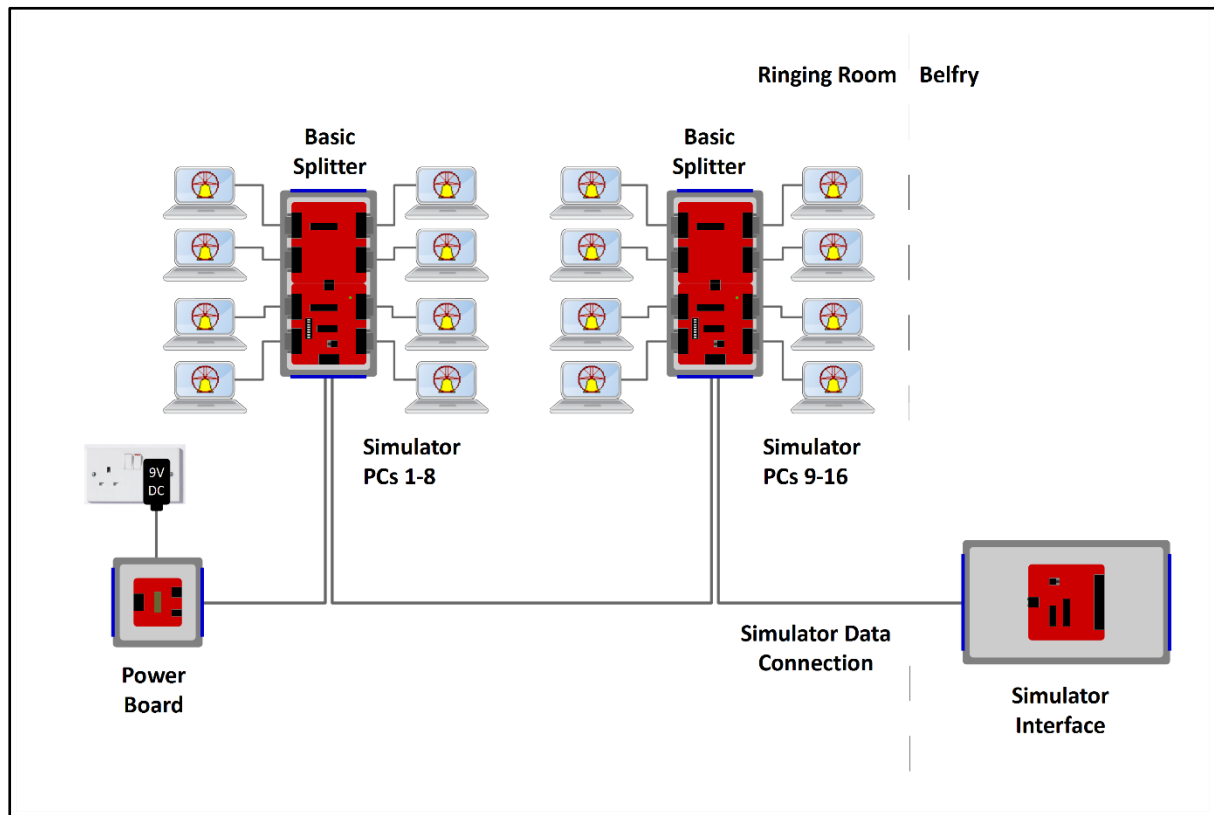 Ringing Room
Belfry
Basic
Splitter
Basic
Splitter
Simulator
PCs 1-8
Simulator
PCs 9-16
9V
DC
Simulator Data
Connection
Power
Board
Simulator
Interface